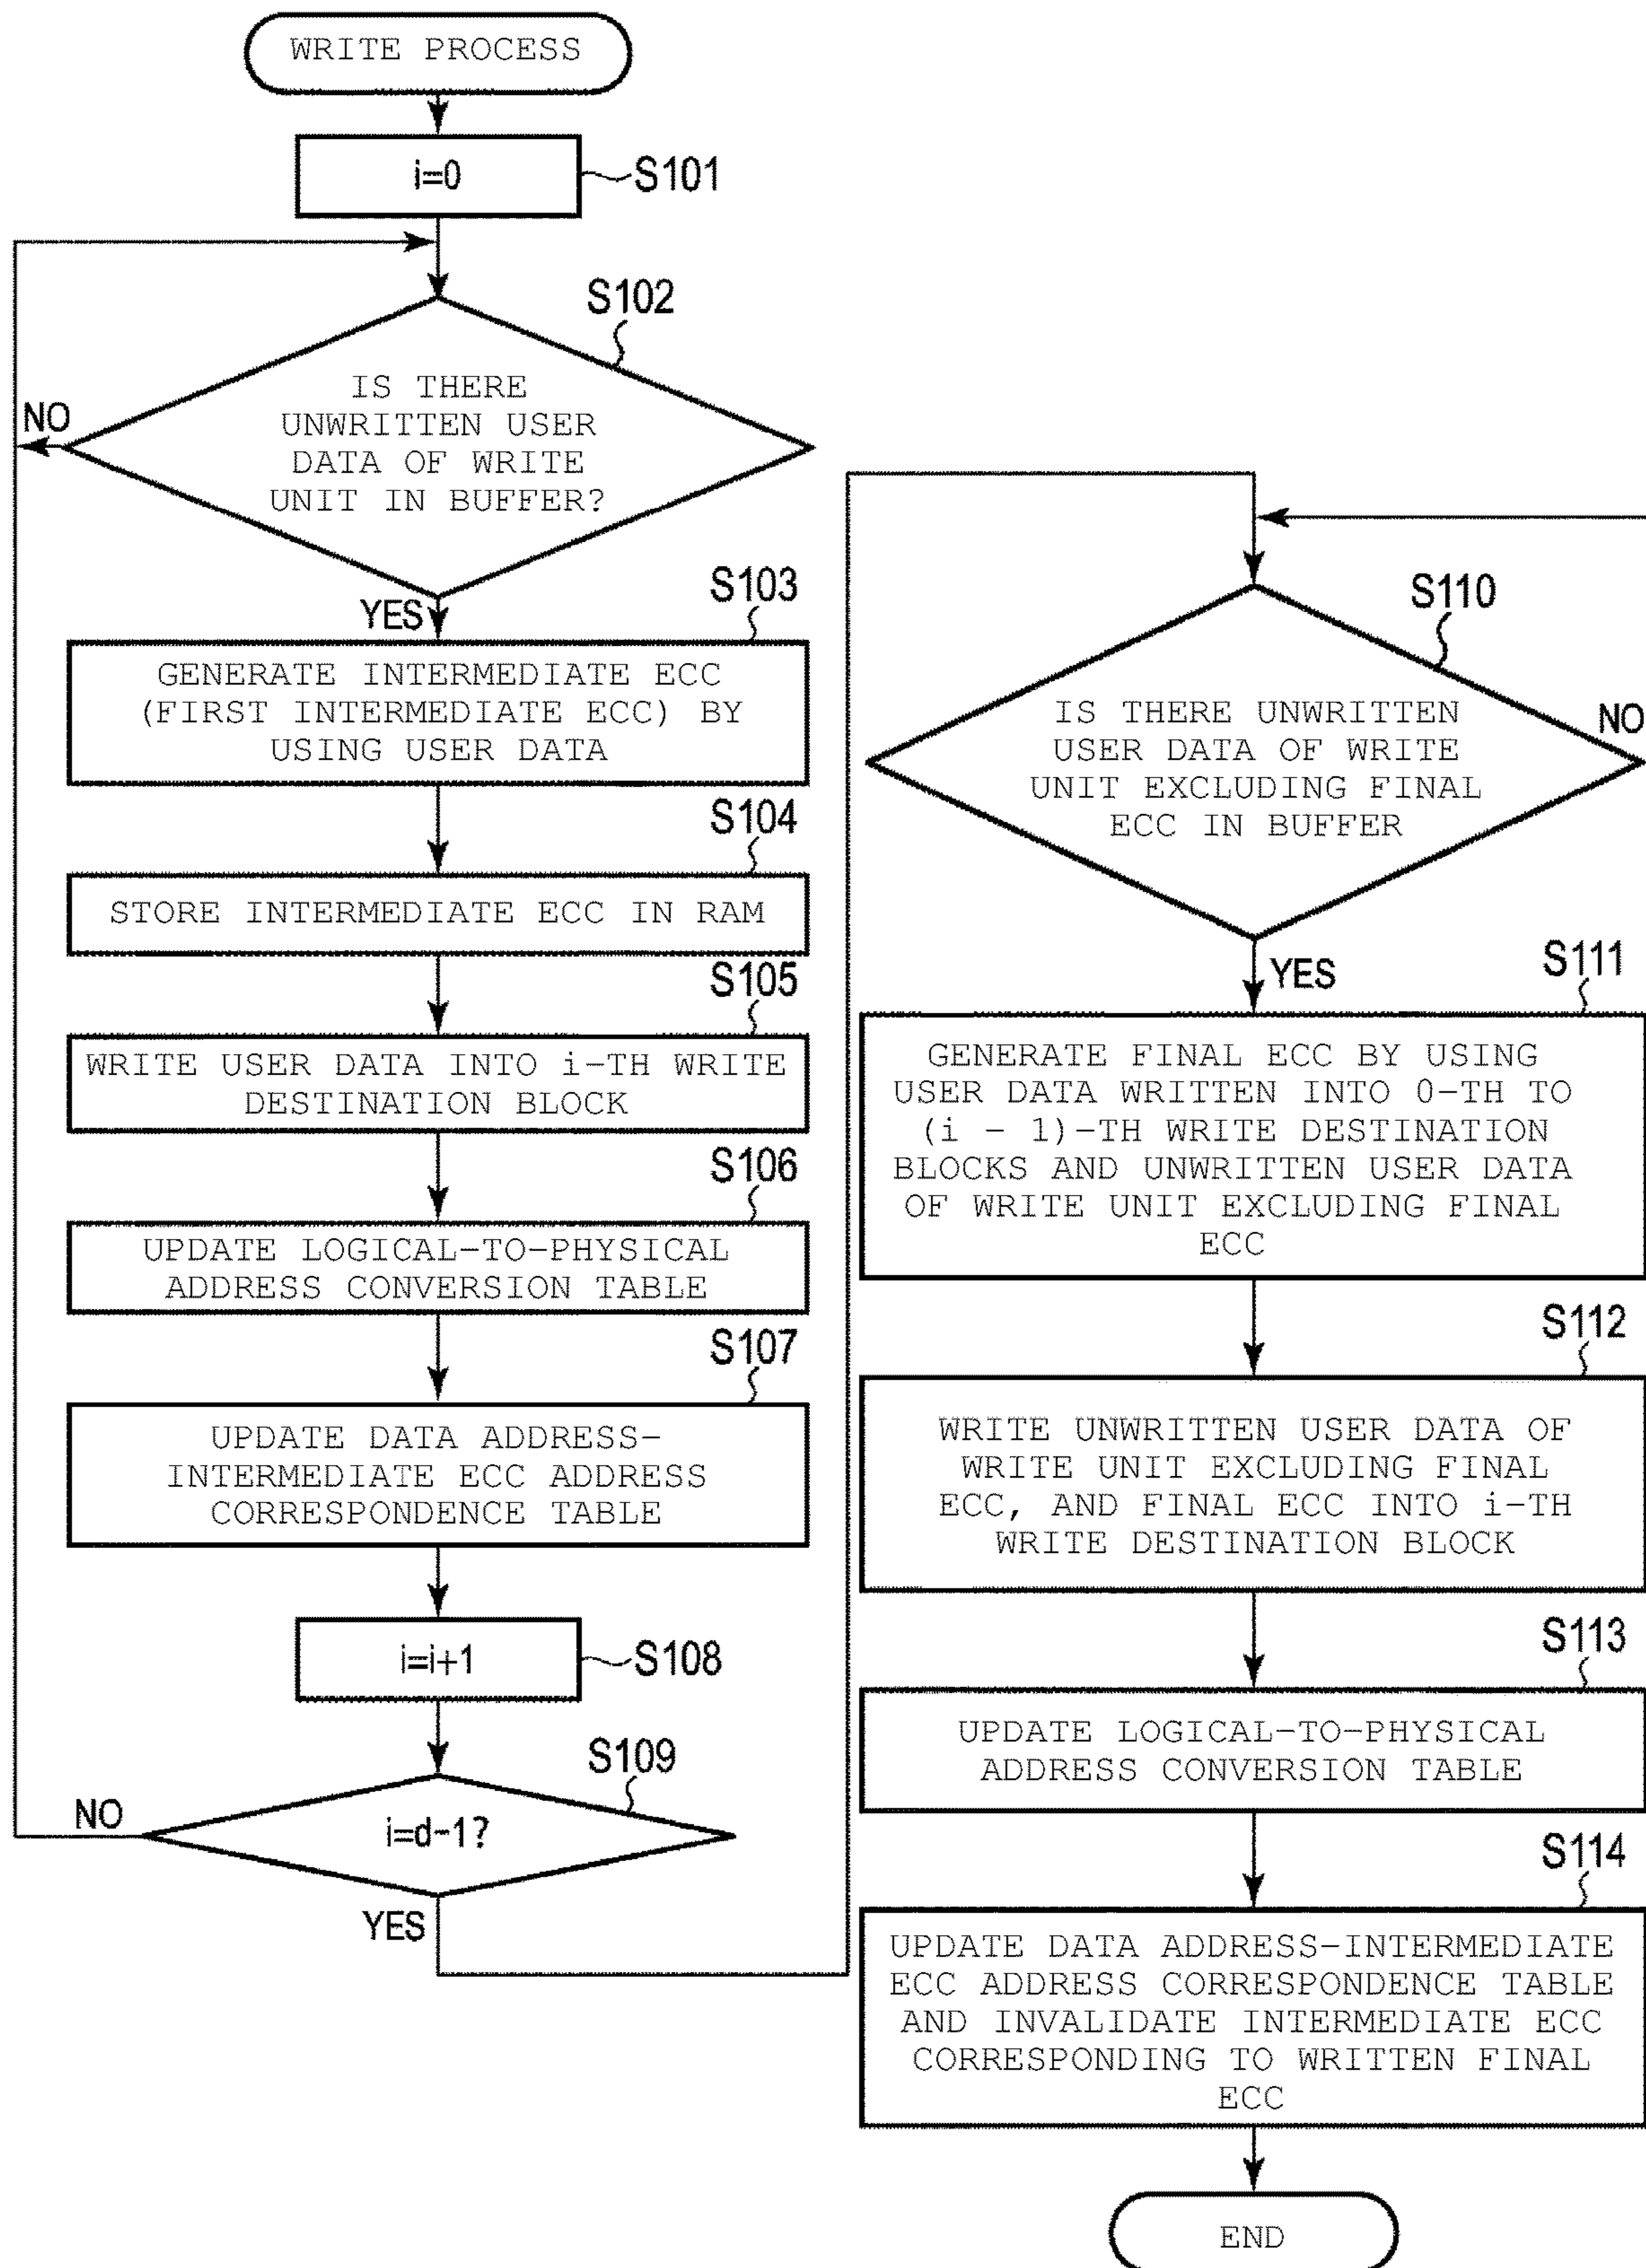 WRITE PROCESS
i=0
S101
S102
IS THERE
UNWRITTEN USER
DATA OF WRITE
UNIT IN BUFFER?
NO
YES
S103
GENERATE INTERMEDIATE ECC
(FIRST INTERMEDIATE ECC) BY
USING USER DATA
S104
STORE INTERMEDIATE ECC IN RAM
S105
WRITE USER DATA INTO i-TH WRITE
DESTINATION BLOCK
S106
UPDATE LOGICAL-TO-PHYSICAL
ADDRESS CONVERSION TABLE
S107
UPDATE DATA ADDRESS-
INTERMEDIATE ECC ADDRESS
CORRESPONDENCE TABLE
i=i+1
S108
S109
i=d-1?
NO
YES
S110
IS THERE UNWRITTEN
USER DATA OF WRITE
UNIT EXCLUDING FINAL
ECC IN BUFFER
NO
YES
S111
GENERATE FINAL ECC BY USING
USER DATA WRITTEN INTO 0-TH TO
(i - 1)-TH WRITE DESTINATION
BLOCKS AND UNWRITTEN USER DATA
OF WRITE UNIT EXCLUDING FINAL
ECC
S112
WRITE UNWRITTEN USER DATA OF
WRITE UNIT EXCLUDING FINAL
ECC, AND FINAL ECC INTO i-TH
WRITE DESTINATION BLOCK
S113
UPDATE LOGICAL-TO-PHYSICAL
ADDRESS CONVERSION TABLE
S114
UPDATE DATA ADDRESS-INTERMEDIATE
ECC ADDRESS CORRESPONDENCE TABLE
AND INVALIDATE INTERMEDIATE ECC
CORRESPONDING TO WRITTEN FINAL
ECC
END